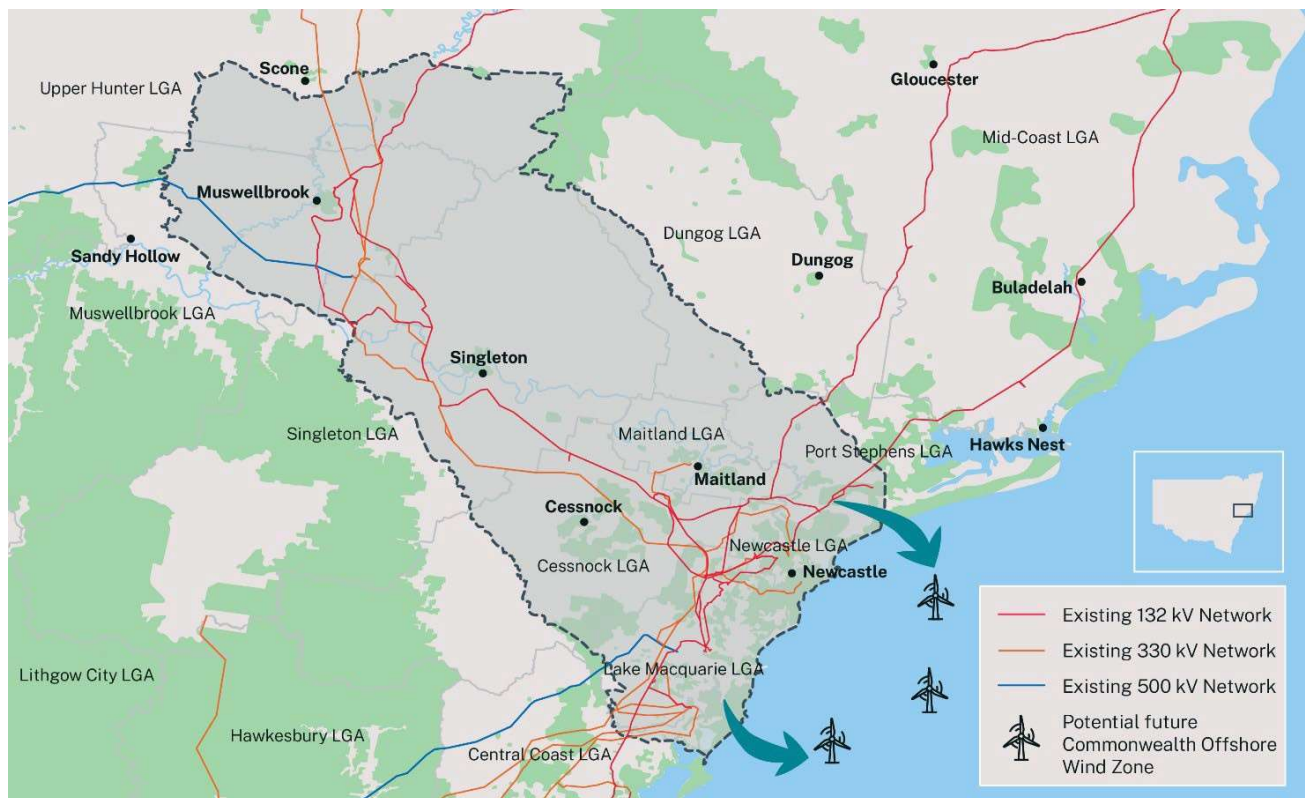 Scone
Upper Hunter LGA
Gloucester
Mid-Coast LGA
Muswellbrook
Sandy Hollow
Dungog LGA
Dungog
Buladelah
Muswellbrook LGA
Singleton
Singleton LGA
Maitland LGA
Hawks Nest
Port Stephens LGA
Maitland
Cessnock
Newcastle LGA
Cessnock LGA
Newcastle
Existing 132 kV Network
Existing 330 kV Network
Existing 500 kV Network
Potential future
Commonwealth Offshore
Wind Zone
Lake Macquarie LGA
Lithgow City LGA
Hawkesbury LGA
Central Coast LGA